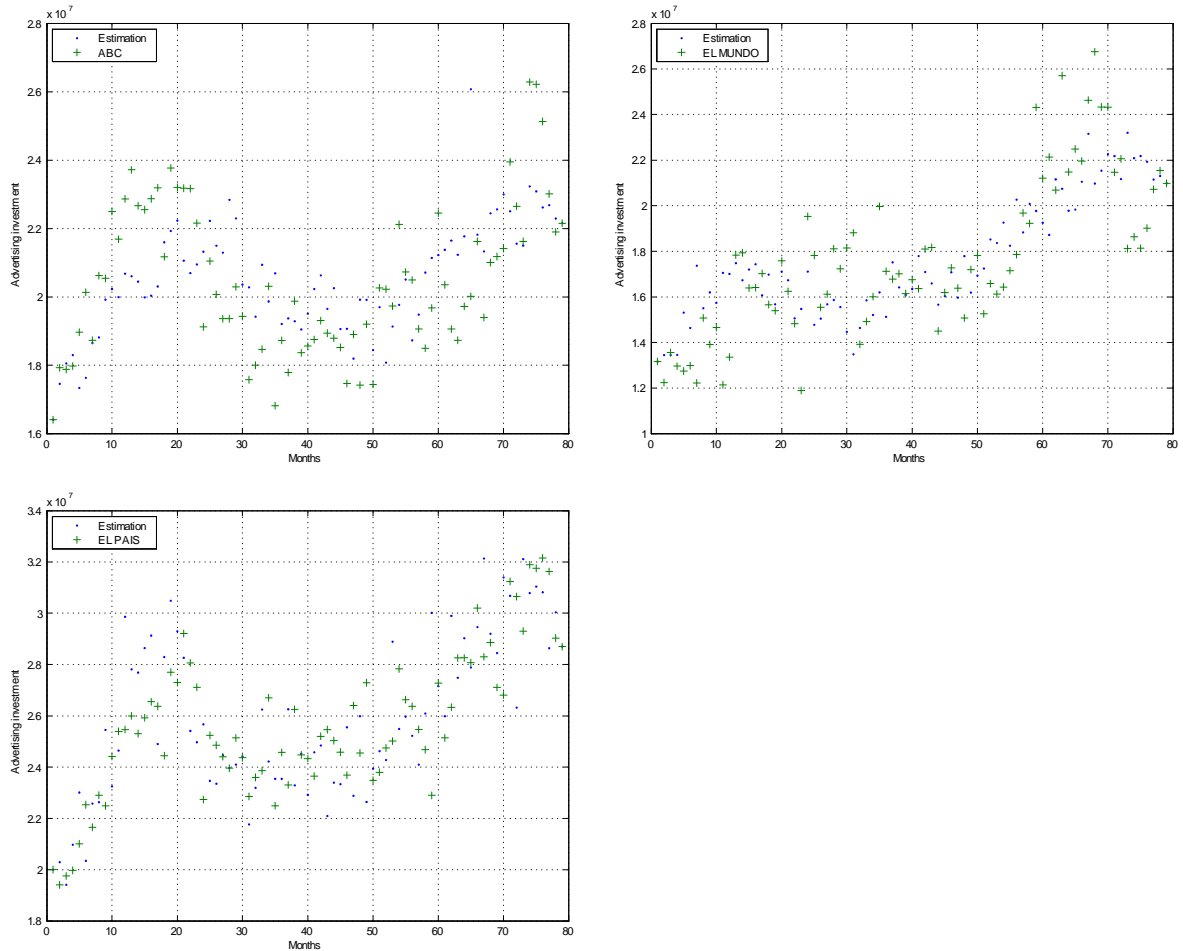 x 10 7
2.8
2.6
2.4
2.2
2
1.8
1.6
Advertising investment
Estimation
ABC
0 10 20 30 40 50 60 70 80
Months
x 10 7
2.8
2.6
2.4
2.2
2
1.8
1.6
1.4
1.2
1
Advertising investment
Estimation
EL MUNDO
0 10 20 30 40 50 60 70 80
Months
x 10 7
3.4
3.2
3
2.8
2.6
2.4
2.2
2
1.8
Advertising investment
Estimation
EL PAIS
0 10 20 30 40 50 60 70 80
Months